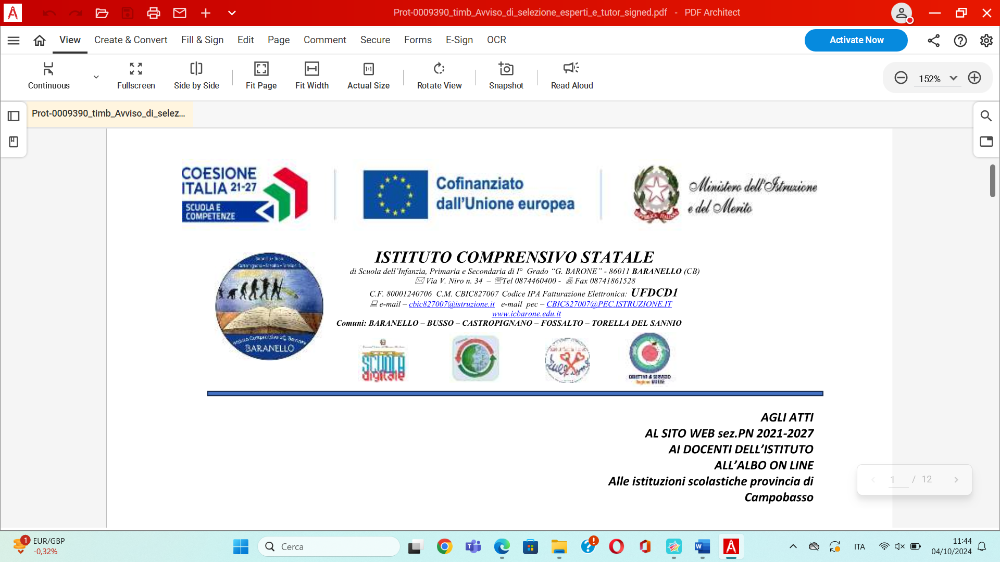 Prot-0009390_timb_Avviso_di_selezione_esperti_e_tutor_signed.pdf - PDF Architect
View Create & Convert Fill & Sign Edit Page Comment Secure Forms E-Sign OCR
Activate Now
Continuous Fullscreen Side by Side Fit Page Fit Width Actual Size Rotate View Snapshot Read Aloud
152%
Prot-0009390_timb_Avviso_di_selez...
COESIONE
ITALIA 21-27
SCUOLA E
COMPETENZE
Cofinanziato
dall'Unione europea
Ministero dell'Istruzione
e del Merito
ISTITUTO COMPRENSIVO STATALE
di Scuola dell'Infanzia, Primaria e Secondaria di I° Grado “G. BARONE” - 86011 BARANELLO (CB)
Via V. Niro n. 34 – Tel 0874460400 - Fax 08741861528
C.F. 80001240706 C.M. CBIC827007 Codice IPA Fatturazione Elettronica: UFDCD1
e-mail – cbic827007@istruzione.it e-mail pec – CBIC827007@PEC.ISTRUZIONE.IT
www.icbarone.edu.it
Comuni: BARANELLO – BUSSO – CASTROPIGNANO – FOSSALTO – TORELLA DEL SANNIO
BARANELLO
SCUOLA
digitale
OBIETTIVI di SERVIZIO
Regione MOLISE
AGLI ATTI
AL SITO WEB sez.PN 2021-2027
AI DOCENTI DELL’ISTITUTO
ALL’ALBO ON LINE
Alle istituzioni scolastiche provincia di
Campobasso
1 / 12
1
EUR/GBP
-0,32%
Cerca
ITA
11:44
04/10/2024